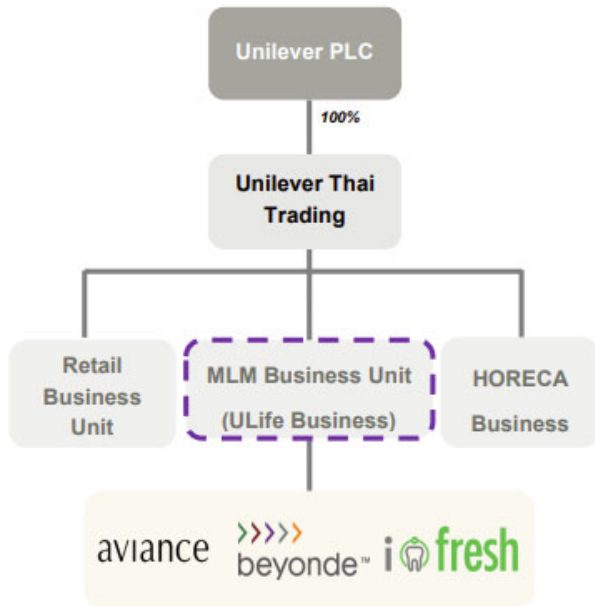 Unilever PLC
100%
Unilever Thai
Trading
Retail
Business
Unit
MLM Business Unit
(ULife Business)
HORECA
Business
aviance
beyonde™
i fresh